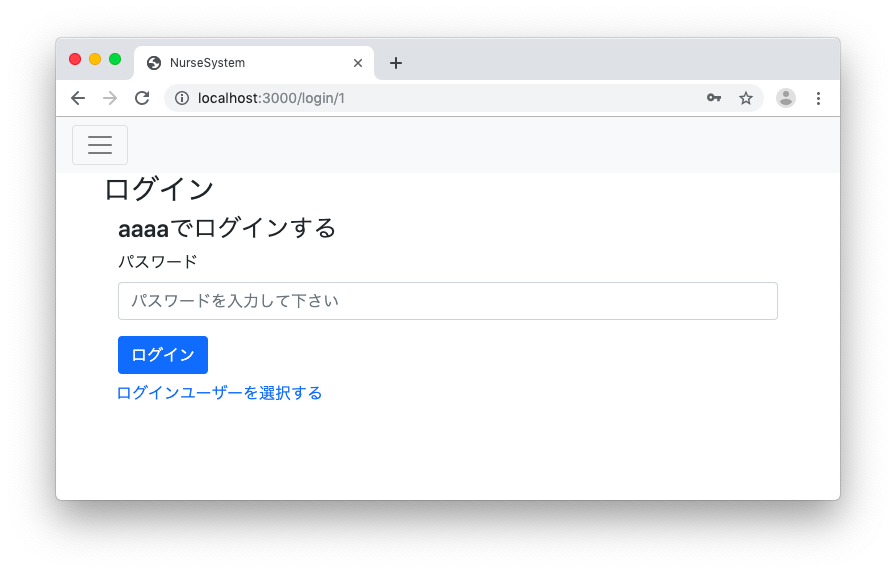 NurseSystem
localhost:3000/login/1
ログイン
aaaaでログインする
パスワード
パスワードを入力して下さい
ログイン
ログインユーザーを選択する